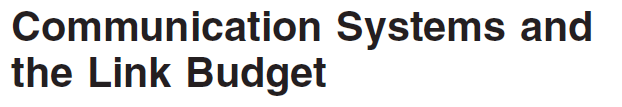 Communication Systems and
the Link Budget